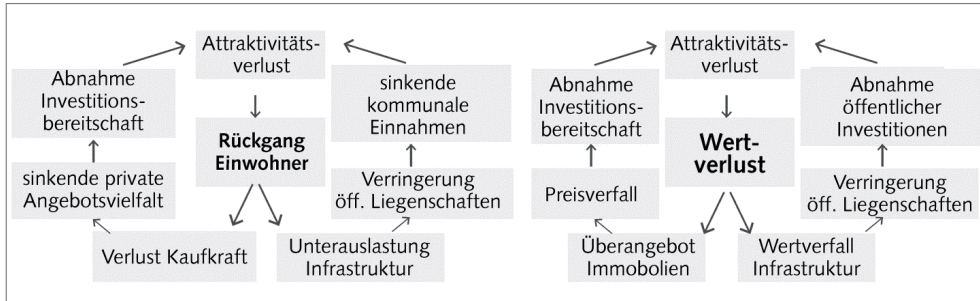 Attraktivitäts-
verlust
Abnahme
Investitions-
bereitschaft
sinkende
kommunale
Einnahmen
Rückgang
Einwohner
sinkende private
Angebotsvielfalt
Verringerung
öff. Liegenschaften
Verlust Kaufkraft
Unterauslastung
Infrastruktur
Attraktivitäts-
verlust
Abnahme
Investitions-
bereitschaft
Abnahme
öffentlicher
Investitionen
Wert-
verlust
Preisverfall
Verringerung
öff. Liegenschaften
Überangebot
Immobolien
Wertverfall
Infrastruktur